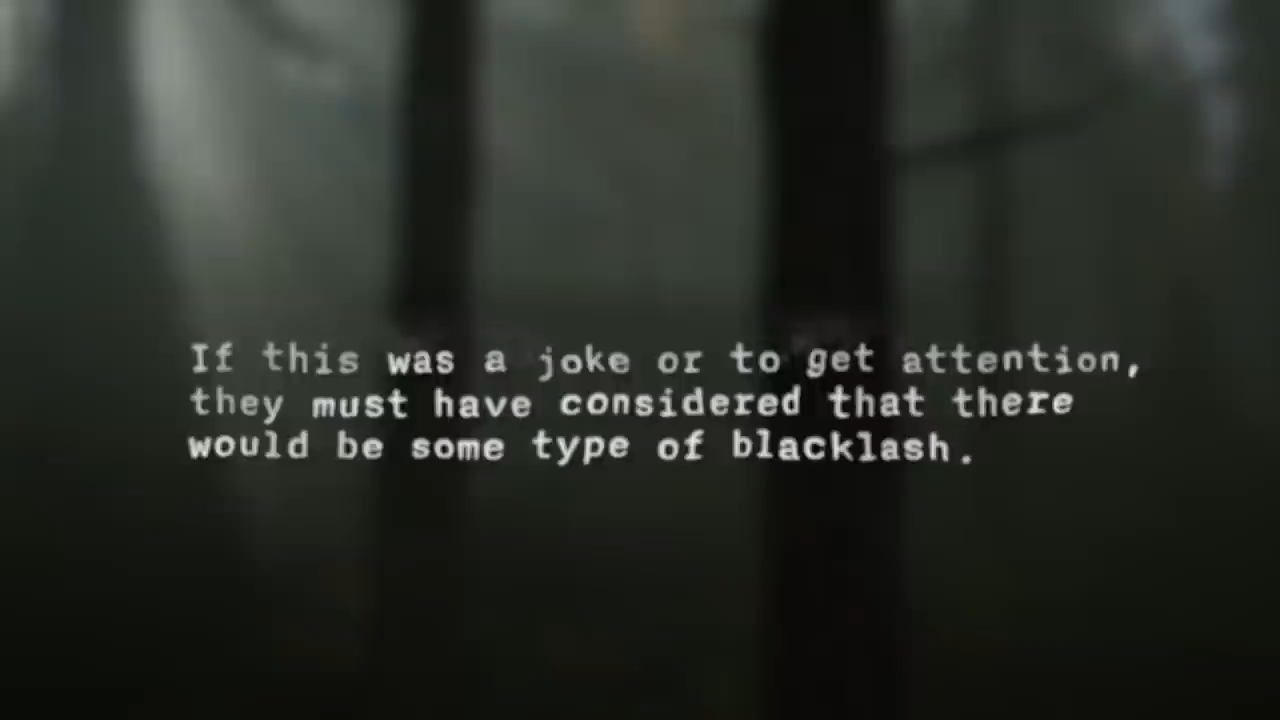 If this was a joke or to get attention,
they must have considered that there
would be some type of blacklash.